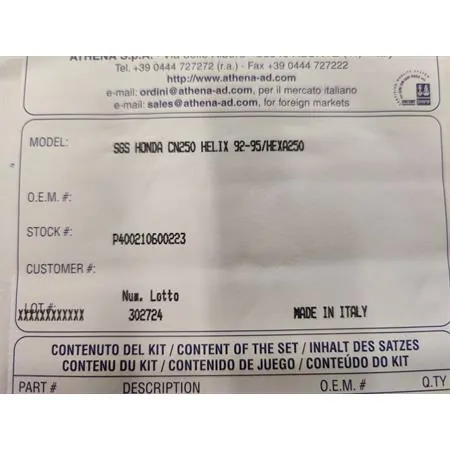 ATHENA S.p.A.
Tel. +39 0444 727272 (r.a.) - Fax +39 0444 727222
http://www.athena-ad.com
e-mail: ordini@athena-ad.com, per il mercato italiano
e-mail: sales@athena-ad.com, for foreign markets
MODEL: SGS HONDA CN250 HELIX 92-95/HEXA250
O.E.M. #:
STOCK #: P400210600223
CUSTOMER #:
Num. Lotto
LOT #:
XXXXXXXXXXXX 302724 MADE IN ITALY
CONTENUTO DEL KIT / CONTENT OF THE SET / INHALT DES SATZES
CONTENU DU KIT / CONTENIDO DE JUEGO / CONTEÚDO DO KIT
PART # DESCRIPTION O.E.M. # Q.TY